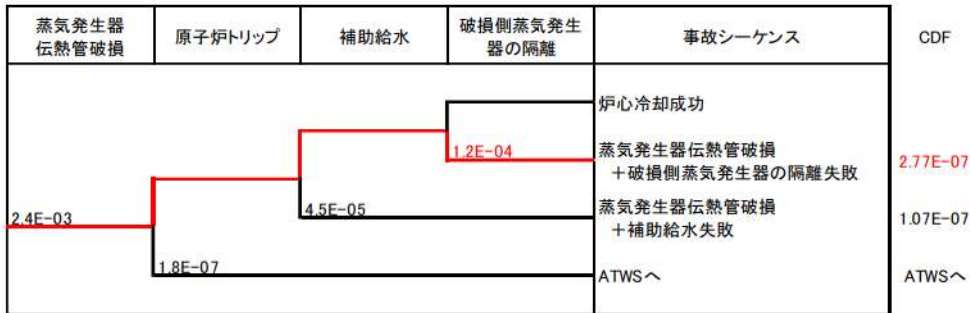 蒸気発生器
伝熱管破損
原子炉トリップ
補助給水
破損側蒸気発生
器の隔離
事故シーケンス
CDF
炉心冷却成功
1.2E-04
蒸気発生器伝熱管破損
+破損側蒸気発生器の隔離失敗
2.77E-07
2.4E-03
4.5E-05
蒸気発生器伝熱管破損
+補助給水失敗
1.07E-07
1.8E-07
ATWSへ
ATWSへ